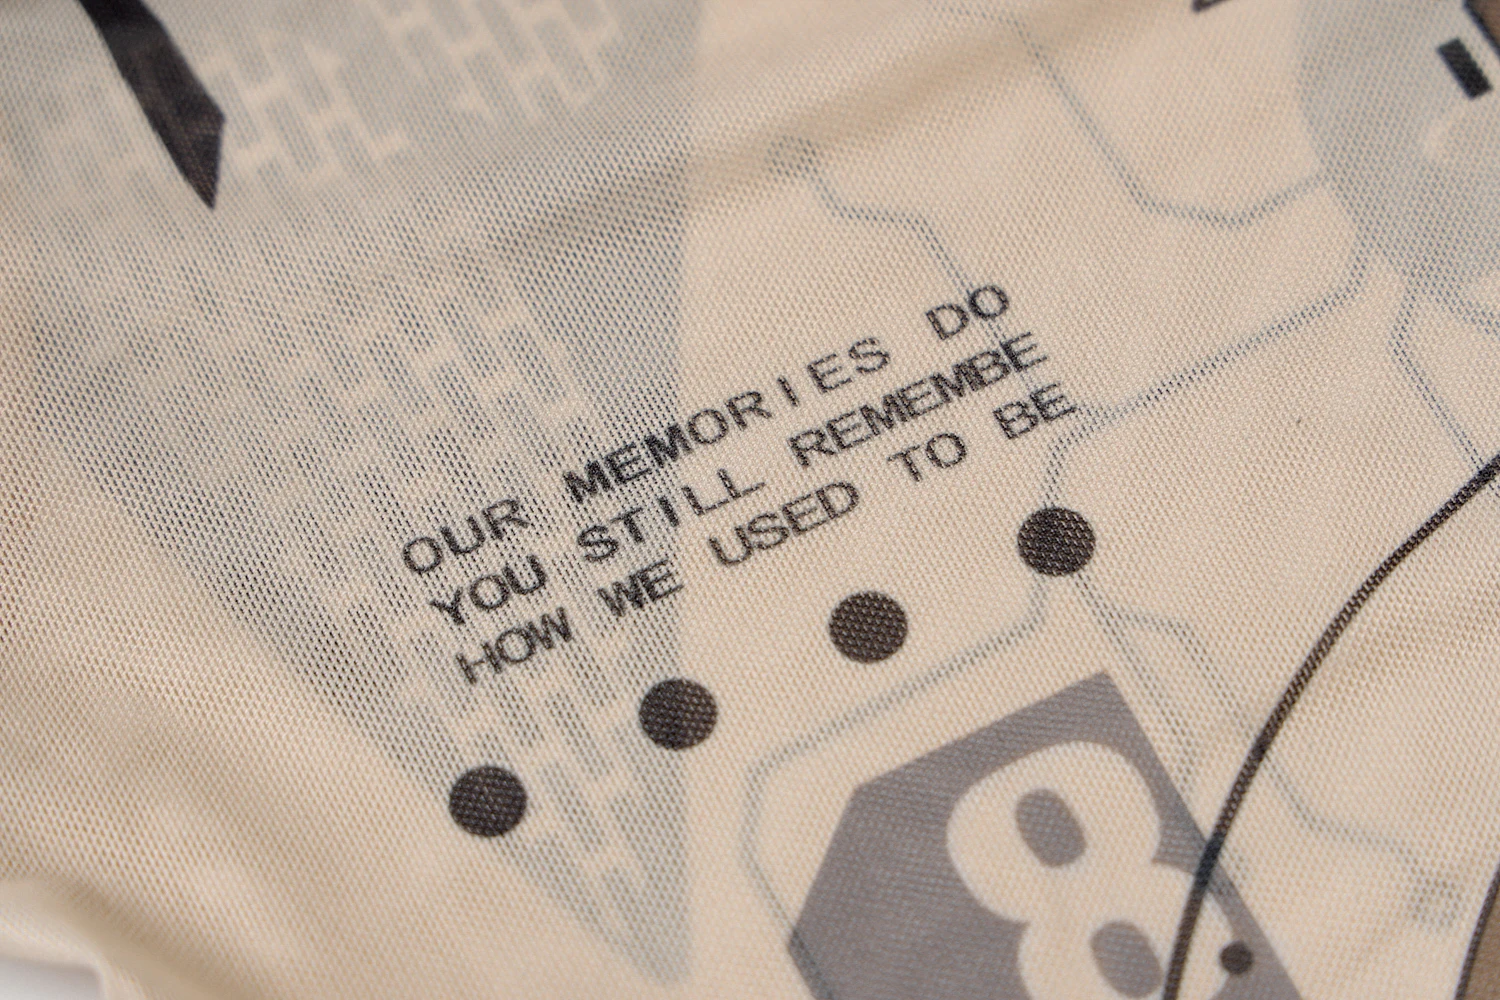 OUR MEMORIES DO
YOU STILL REMEMBE
HOW WE USED TO BE
8